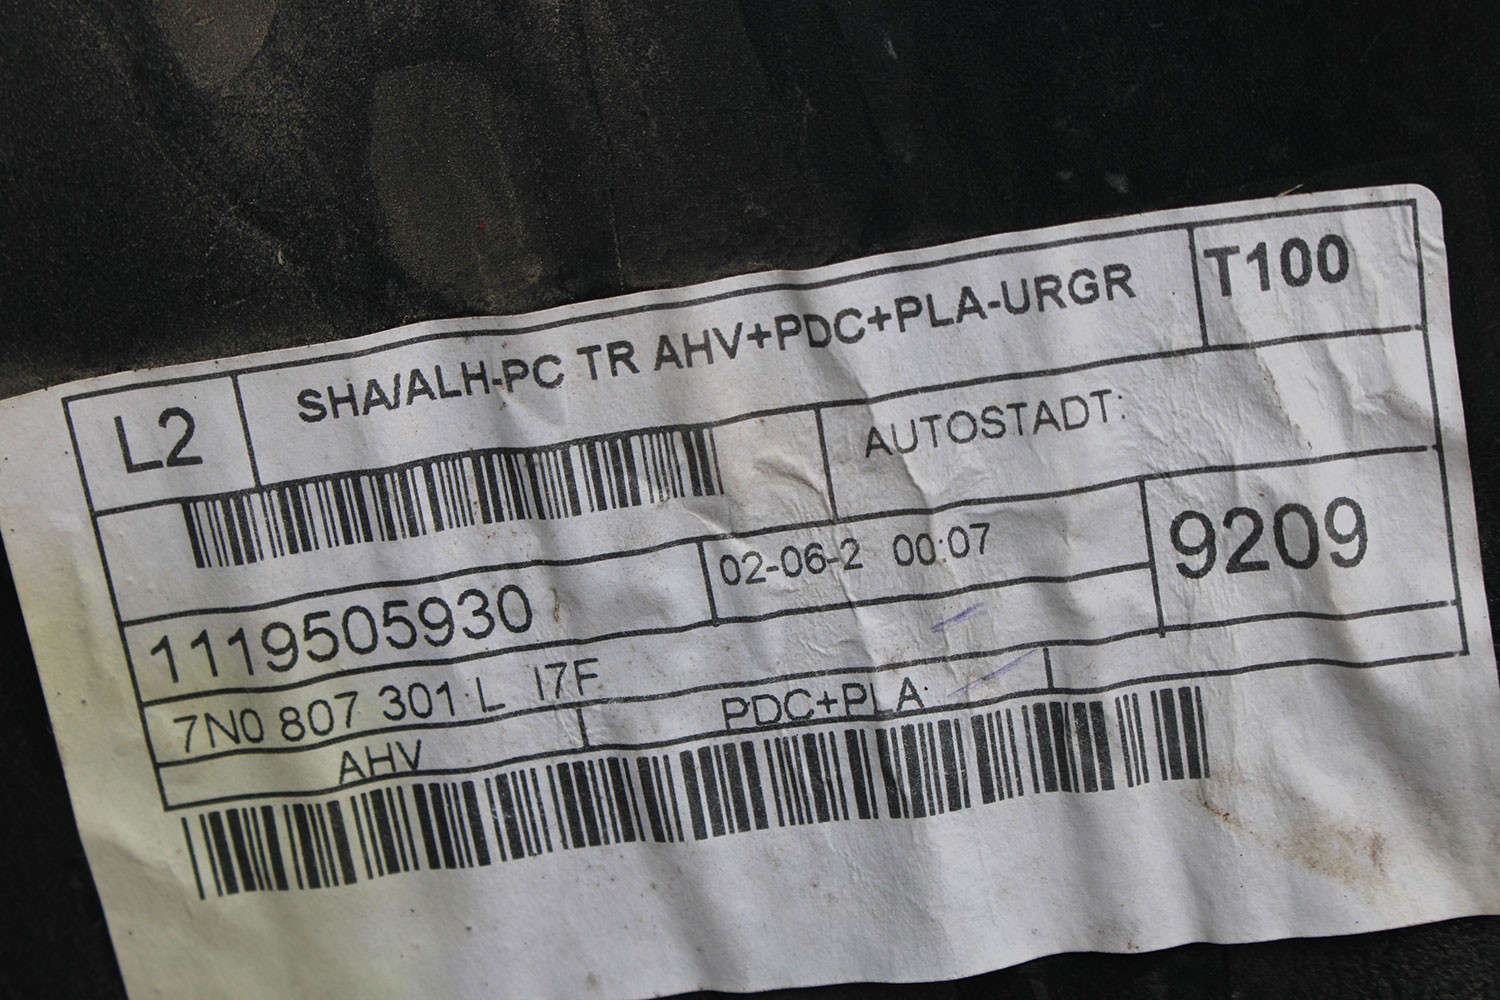 L2 SHA/ALH-PC TR AHV+PDC+PLA-URGR T100
AUTOSTADT:
1119505930 02-06-2 00:07 9209
7N0 807 301 L I7F
AHV PDC+PLA